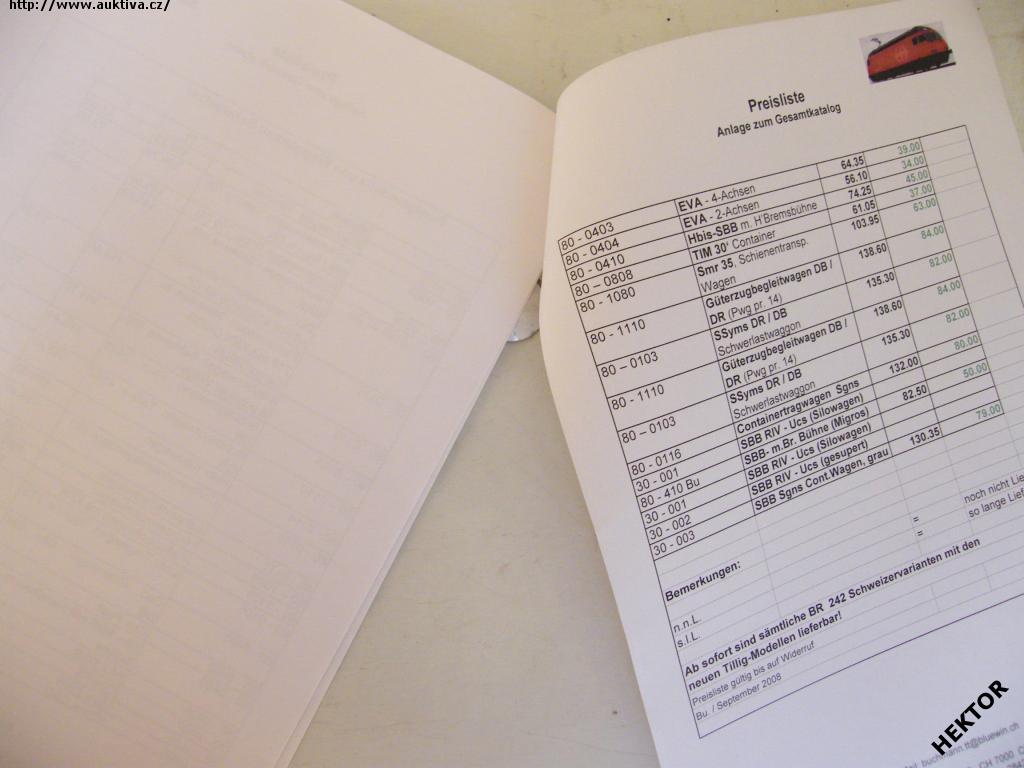 http://www.auktiva.cz/
Preisliste
Anlage zum Gesamtkatalog
80 - 0403 EVA - 4-Achsen 64.35 39.00
80 - 0404 EVA - 2-Achsen 56.10 34.00
80 - 0410 Hbis-SBB m. H'Bremsbühne 74.25 45.00
80 – 0808 TIM 30' Container 61.05 37.00
80 - 1080 Smr 35, Schienentransp. 103.95 63.00
Wagen
80 - 1110 Güterzugbegleitwagen DB / 138.60 84.00
DR (Pwg pr. 14)
80 – 0103 SSyms DR / DB 135.30 82.00
Schwerlastwaggon
80 - 1110 Güterzugbegleitwagen DB / 138.60 84.00
DR (Pwg pr. 14)
80 – 0103 SSyms DR / DB 135.30 82.00
Schwerlastwaggon
80 - 0116 Containertragwagen Sgns 132.00 80.00
30 - 001 SBB RIV - Ucs (Silowagen) 82.50 50.00
80 - 410 Bu SBB- m.Br. Bühne (Migros)
30 - 001 SBB RIV - Ucs (Silowagen)
30 - 002 SBB RIV - Ucs (gesupert)
30 - 003 SBB Sgns Cont.Wagen, grau 130.35 79.00
Bemerkungen:
n.n.L. = noch nicht Lie
s.l.L. = so lange Lief
Ab sofort sind sämtliche BR 242 Schweizervarianten mit den
neuen Tillig-Modellen lieferbar!
Preisliste gültig bis auf Widerruf
Bu. / September 2008
buchmann.tt@bluewin.ch
CH 7000
HEKTOR